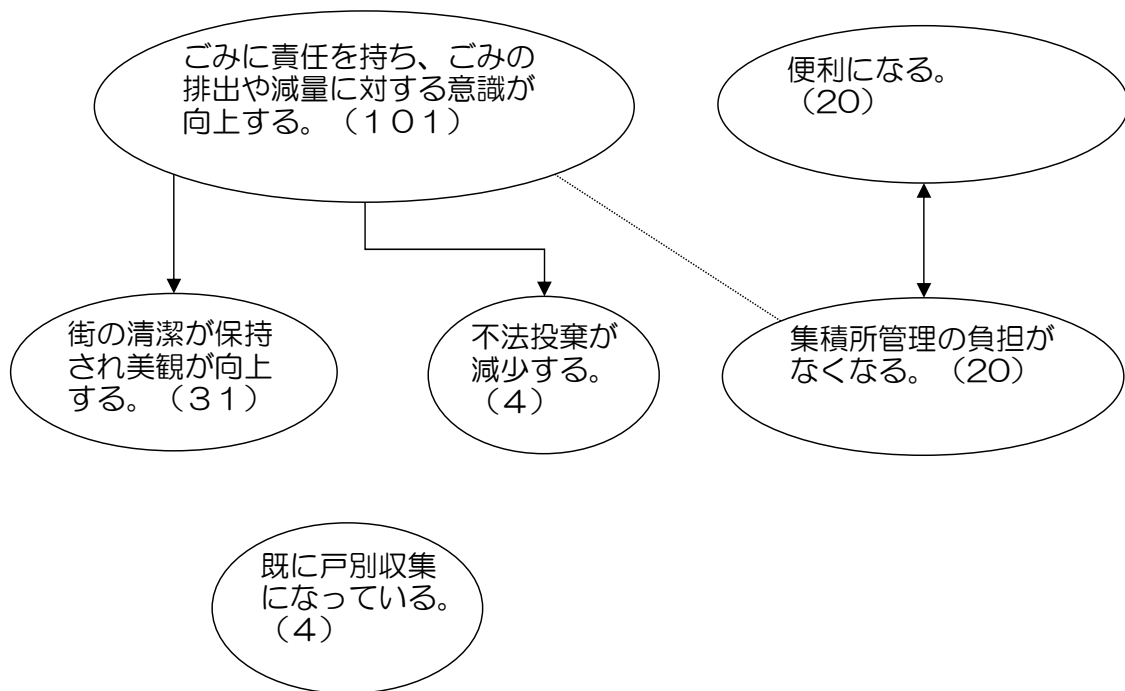 ごみに責任を持ち、ごみの
排出や減量に対する意識が
向上する。（１０１）
便利になる。
（20）
街の清潔が保持
され美観が向上
する。（３１）
不法投棄が
減少する。
（４）
集積所管理の負担が
なくなる。（20）
既に戸別収集
になっている。
（４）